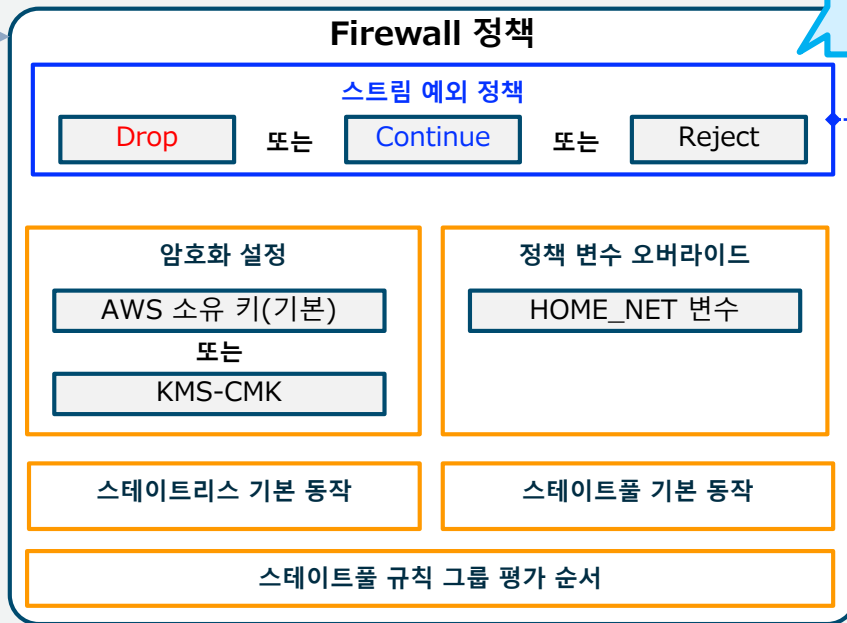 Firewall 정책
스트림 예외 정책
Drop 또는 Continue 또는 Reject
암호화 설정
AWS 소유 키(기본)
또는
KMS-CMK
정책 변수 오버라이드
HOME_NET 변수
스테이트리스 기본 동작
스테이트풀 기본 동작
스테이트풀 규칙 그룹 평가 순서